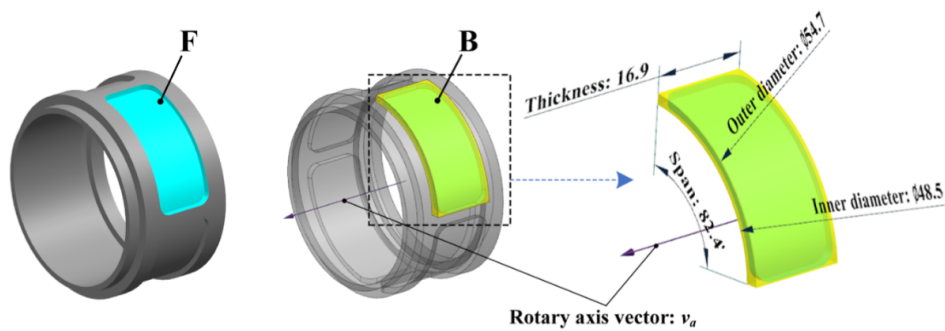 F
B
Thickness: 16.9
Outer diameter: ∅54.7
Span: 82.4°
Inner diameter: ∅48.5
Rotary axis vector: vₐ